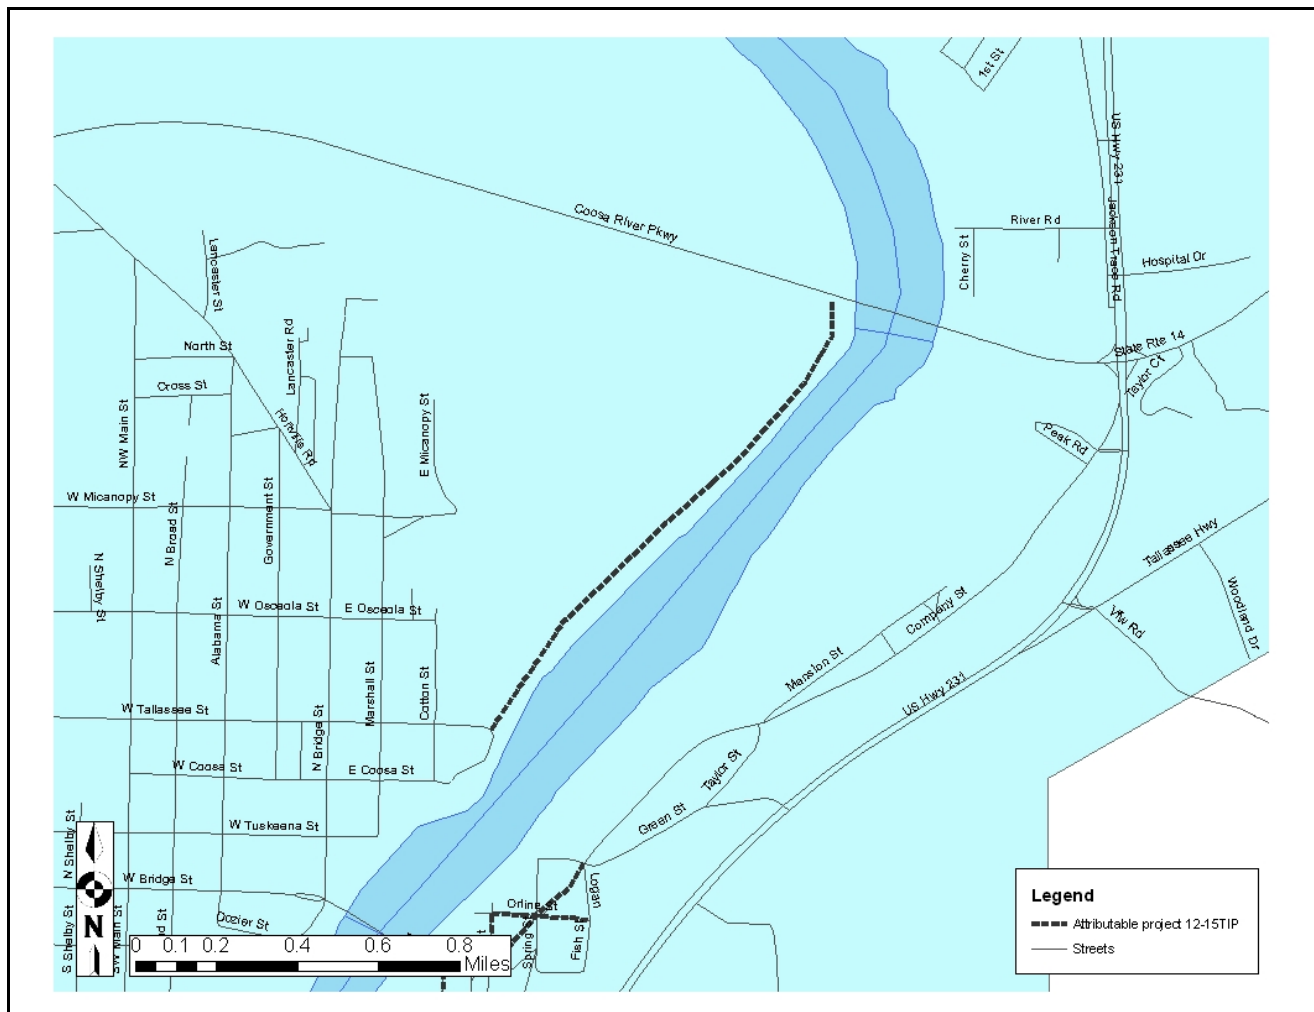 1st St
US Hwy 231
Coosa River Pkwy
River Rd
Jackson Trace Rd
Cherry St
Hospital Dr
Lancaster St
State Rte 14
North St
Lancaster Rd
Taylor Ct
Cross St
NW Main St
Holtville Rd
E Micanopy St
Peak Rd
W Micanopy St
N Broad St
Government St
Tallassee Hwy
N Shelby St
W Osceola St
E Osceola St
Company St
Vfw Rd
Woodland Dr
Alabama St
Mansion St
Marshall St
Cotton St
US Hwy 231
W Tallassee St
N Bridge St
W Coosa St
E Coosa St
Taylor St
Green St
W Tuskeena St
N Shelby St
W Bridge St
Logan
Legend
Orline St
Attributable project 12-15TIP
Dozier St
Fish S
Spring S
Streets
N
S Shelby St
SW Main St
d St
t
0 0.1 0.2 0.4 0.6 0.8
Miles